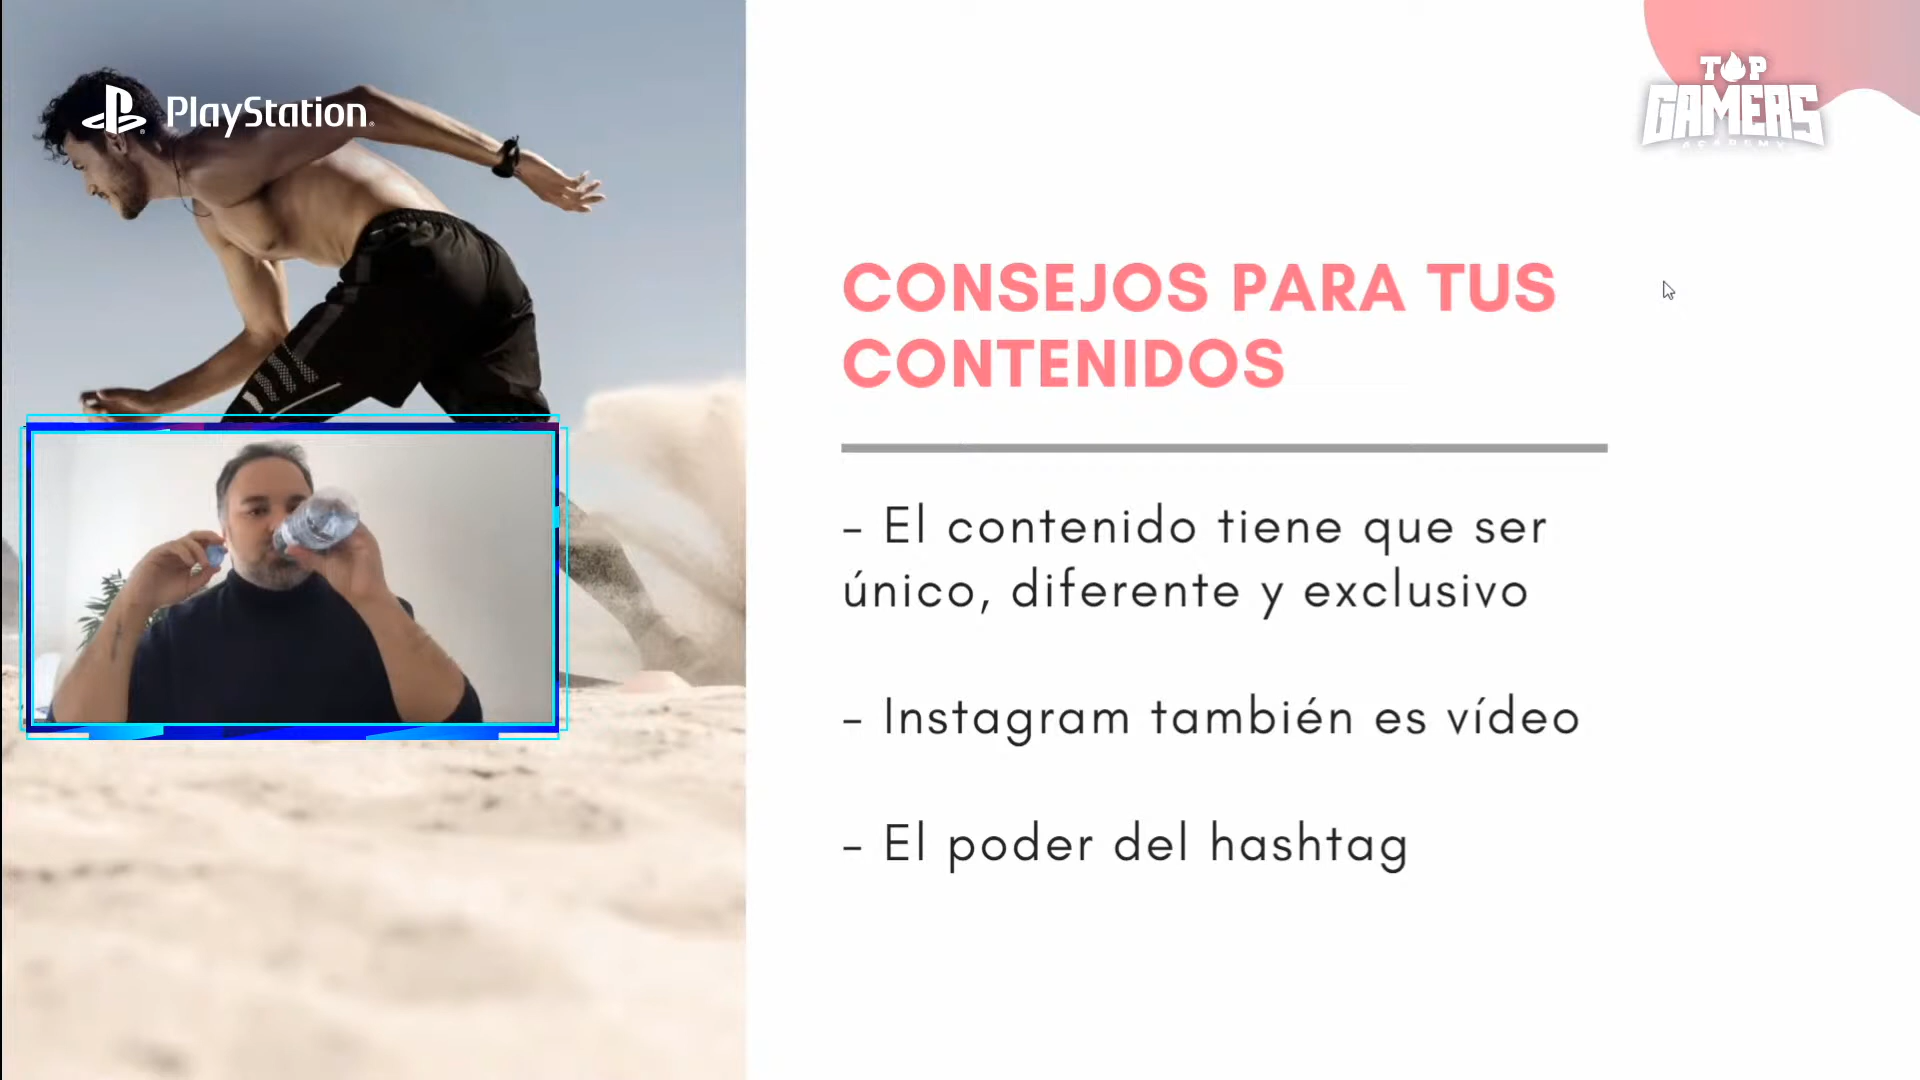 PlayStation
TOP
GAMERS
ACADEMY
CONSEJOS PARA TUS
CONTENIDOS
- El contenido tiene que ser
único, diferente y exclusivo
- Instagram también es vídeo
- El poder del hashtag